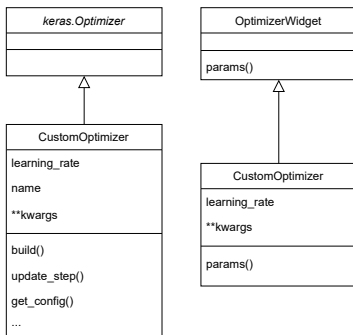 keras.Optimizer
CustomOptimizer
learning_rate
name
**kwargs
build()
update_step()
get_config()
...
OptimizerWidget
params()
CustomOptimizer
learning_rate
**kwargs
params()